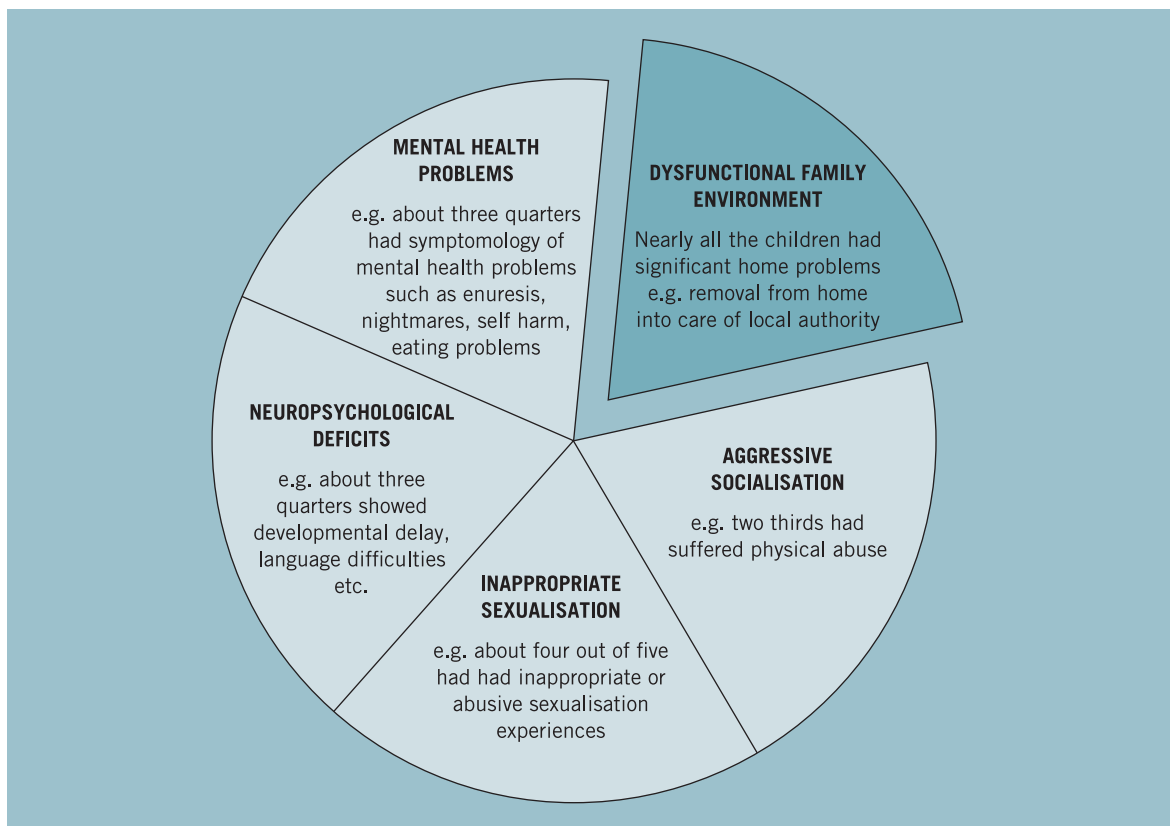 MENTAL HEALTH
PROBLEMS
e.g. about three quarters
had symptomology of
mental health problems
such as enuresis,
nightmares, self harm,
eating problems
DYSFUNCTIONAL FAMILY
ENVIRONMENT
Nearly all the children had
significant home problems
e.g. removal from home
into care of local authority
NEUROPSYCHOLOGICAL
DEFICITS
e.g. about three
quarters showed
developmental delay,
language difficulties
etc.
AGGRESSIVE
SOCIALISATION
e.g. two thirds had
suffered physical abuse
INAPPROPRIATE
SEXUALISATION
e.g. about four out of five
had had inappropriate or
abusive sexualisation
experiences